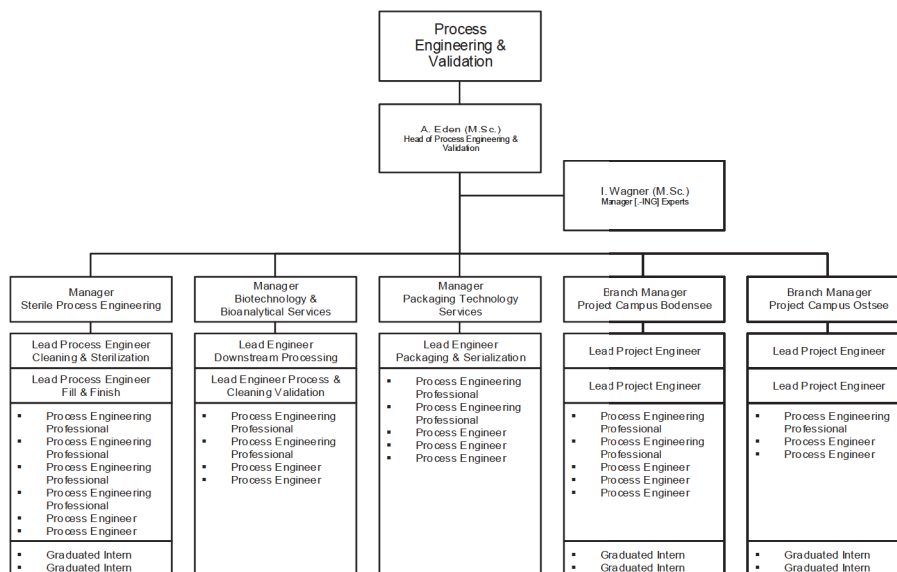 Process
Engineering &
Validation
A. Eden (M.Sc.)
Head of Process Engineering &
Validation
I. Wagner (M.Sc.)
Manager [.-ING] Experts
Manager
Sterile Process Engineering
Lead Process Engineer
Cleaning & Sterilization
Lead Process Engineer
Fill & Finish
▪ Process Engineering
Professional
▪ Process Engineering
Professional
▪ Process Engineering
Professional
▪ Process Engineering
Professional
▪ Process Engineer
▪ Process Engineer
▪ Graduated Intern
▪ Graduated Intern
Manager
Biotechnology &
Bioanalytical Services
Lead Engineer
Downstream Processing
Lead Engineer Process &
Cleaning Validation
▪ Process Engineering
Professional
▪ Process Engineering
Professional
▪ Process Engineer
▪ Process Engineer
Manager
Packaging Technology
Services
Lead Engineer
Packaging & Serialization
▪ Process Engineering
Professional
▪ Process Engineering
Professional
▪ Process Engineer
▪ Process Engineer
▪ Process Engineer
Branch Manager
Project Campus Bodensee
Lead Project Engineer
Lead Project Engineer
▪ Process Engineering
Professional
▪ Process Engineering
Professional
▪ Process Engineer
▪ Process Engineer
▪ Process Engineer
▪ Graduated Intern
▪ Graduated Intern
Branch Manager
Project Campus Ostsee
Lead Project Engineer
Lead Project Engineer
▪ Process Engineering
Professional
▪ Process Engineer
▪ Process Engineer
▪ Graduated Intern
▪ Graduated Intern